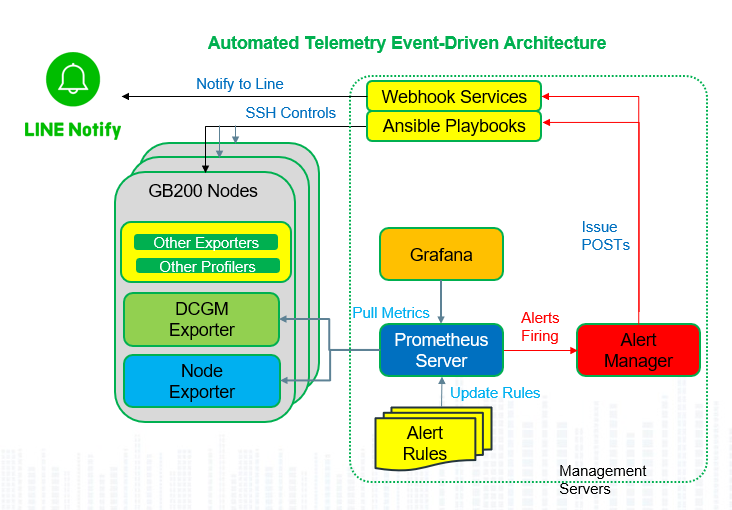 Automated Telemetry Event-Driven Architecture
LINE Notify
Notify to Line
SSH Controls
Webhook Services
Ansible Playbooks
GB200 Nodes
Other Exporters
Other Profilers
DCGM
Exporter
Node
Exporter
Grafana
Pull Metrics
Prometheus
Server
Alerts
Firing
Issue
POSTs
Alert
Manager
Update Rules
Alert
Rules
Management
Servers